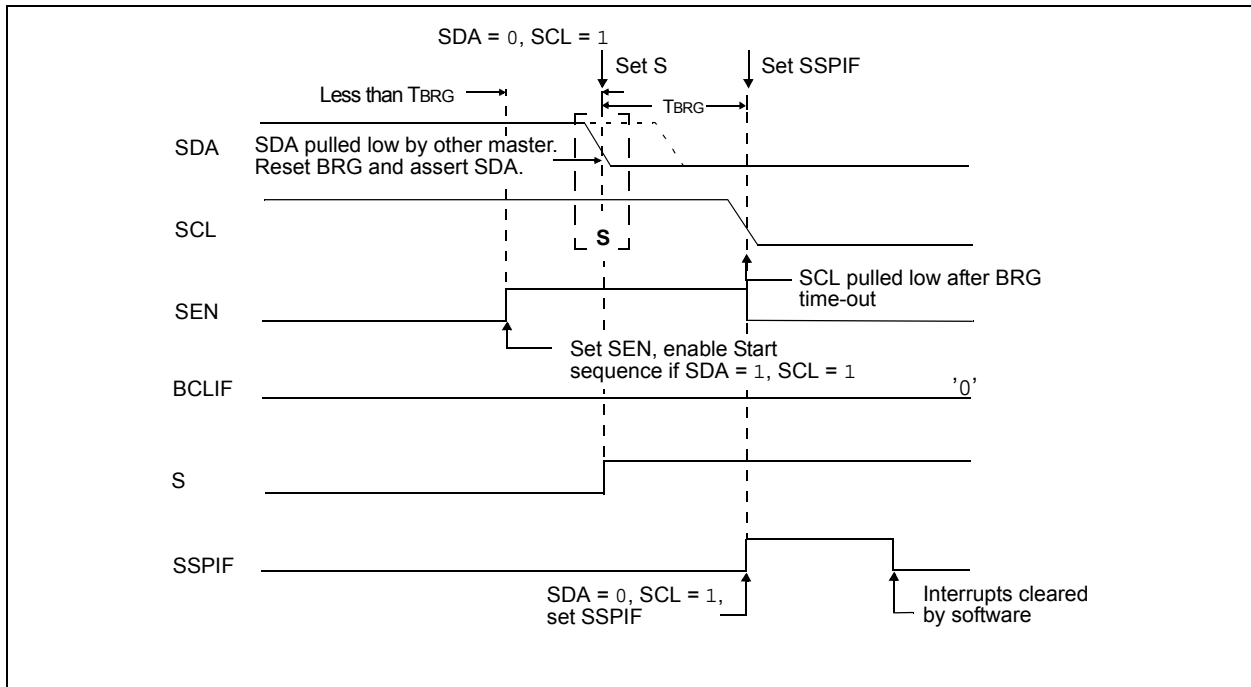 SDA = 0, SCL = 1
Set S
Set SSPIF
Less than TBRG
TBRG
SDA
SDA pulled low by other master.
Reset BRG and assert SDA.
SCL
S
SCL pulled low after BRG
time-out
SEN
Set SEN, enable Start
sequence if SDA = 1, SCL = 1
BCLIF
'0'
S
SSPIF
SDA = 0, SCL = 1,
set SSPIF
Interrupts cleared
by software